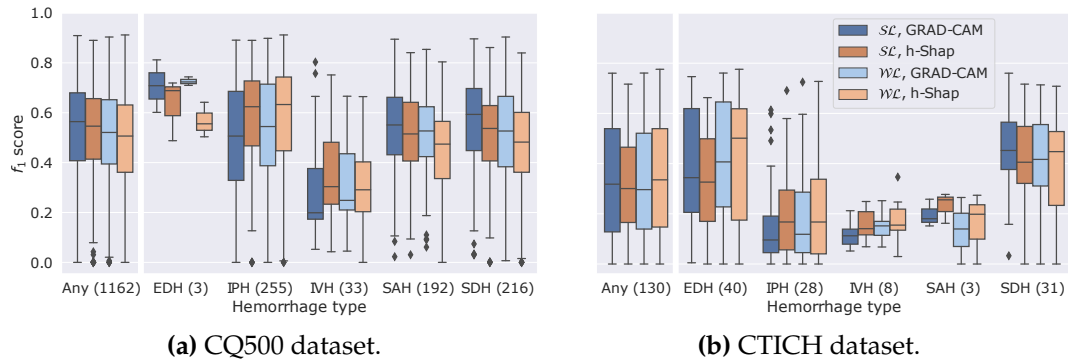 1.0
0.8
0.6
0.4
0.2
0.0
f₁ score
Any (1162) EDH (3) IPH (255) IVH (33) SAH (192) SDH (216)
Hemorrhage type
(a) CQ500 dataset.
𝒮ℒ, GRAD-CAM
𝒮ℒ, h-Shap
𝒲ℒ, GRAD-CAM
𝒲ℒ, h-Shap
Any (130) EDH (40) IPH (28) IVH (8) SAH (3) SDH (31)
Hemorrhage type
(b) CTICH dataset.